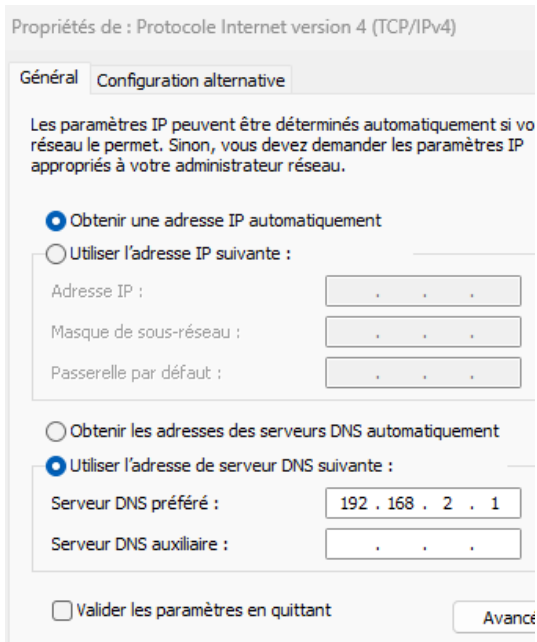 Propriétés de : Protocole Internet version 4 (TCP/IPv4)
Général
Configuration alternative
Les paramètres IP peuvent être déterminés automatiquement si vo
réseau le permet. Sinon, vous devez demander les paramètres IP
appropriés à votre administrateur réseau.
Obtenir une adresse IP automatiquement
Utiliser l'adresse IP suivante :
Adresse IP :
Masque de sous-réseau :
Passerelle par défaut :
Obtenir les adresses des serveurs DNS automatiquement
Utiliser l'adresse de serveur DNS suivante :
Serveur DNS préféré : 192 . 168 . 2 . 1
Serveur DNS auxiliaire :
Valider les paramètres en quittant
Avancé